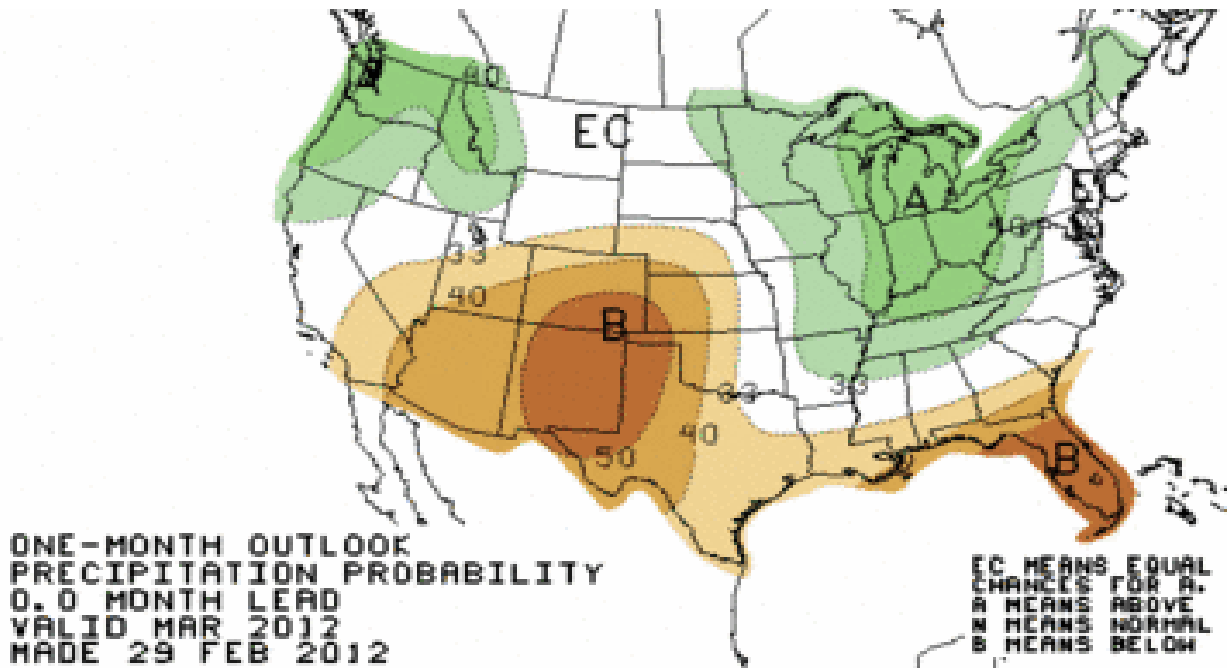 40
EC
A
EC
40
33
40
B
33
33
40
50
B
ONE-MONTH OUTLOOK
PRECIPITATION PROBABILITY
0.0 MONTH LEAD
VALID MAR 2012
MADE 29 FEB 2012
EC MEANS EQUAL
CHANCES FOR A.
A MEANS ABOVE
N MEANS NORMAL
B MEANS BELOW